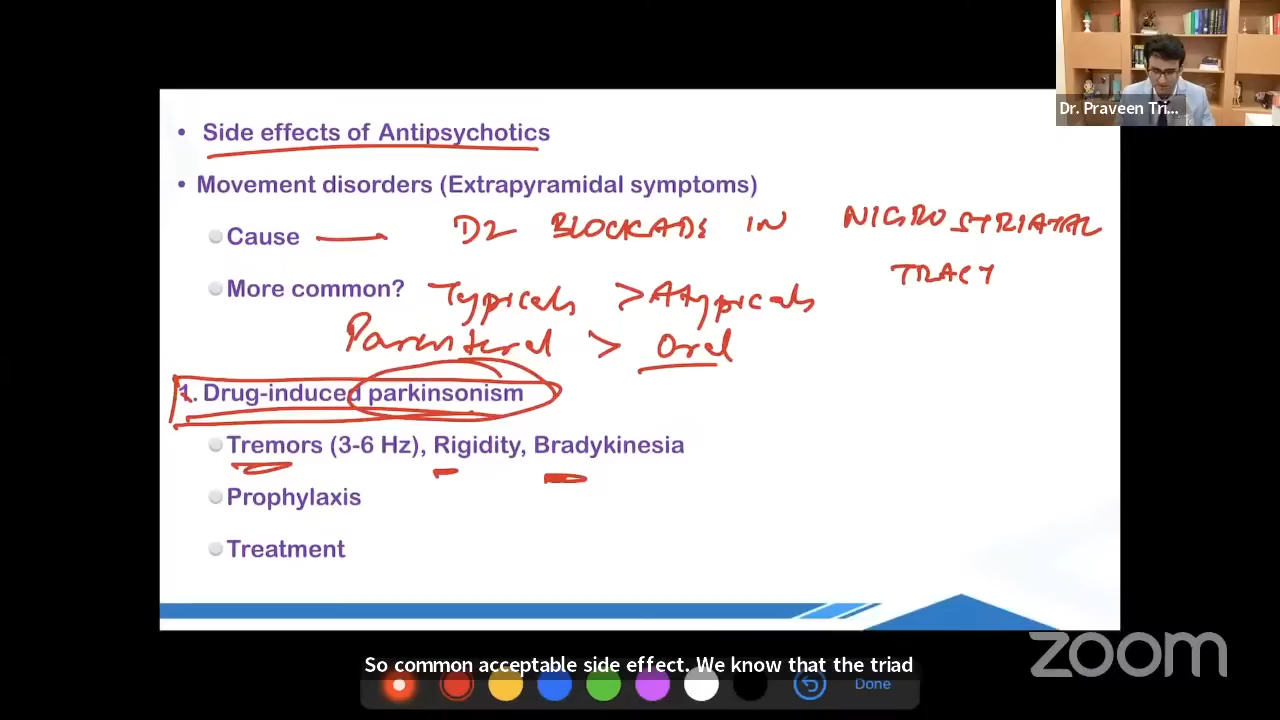 Dr. Praveen Tri...
• Side effects of Antipsychotics
• Movement disorders (Extrapyramidal symptoms)
Cause — D2 BLOCKADE IN NIGROSTRIATAL
TRACT
More common? Typicals > Atypicals
Parenteral > Oral
1. Drug-induced parkinsonism
Tremors (3-6 Hz), Rigidity, Bradykinesia
Prophylaxis
Treatment
zoom
So common acceptable side effect. We know that the triad
Done